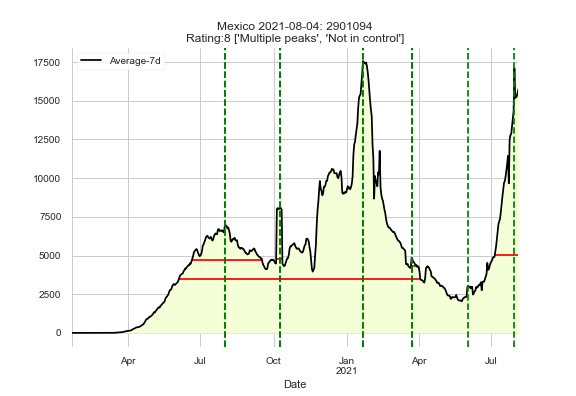 Mexico 2021-08-04: 2901094
Rating:8 ['Multiple peaks', 'Not in control']
Average-7d
17500
15000
12500
10000
7500
5000
2500
0
Apr Jul Oct Jan Apr Jul
2021
Date